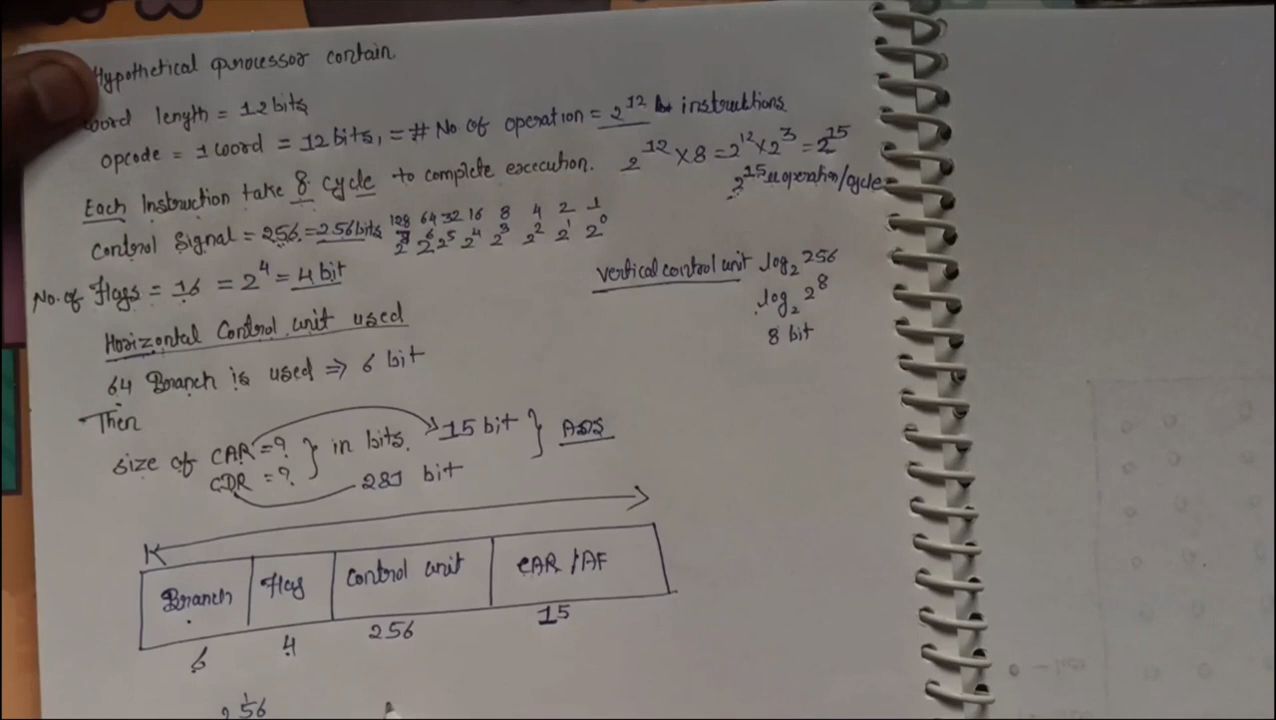 Hypothetical processor contain
word length = 12 bits
opcode = 1 word = 12 bits, = # No. of operation = 2^12 instructions
Each Instruction take 8 cycle to complete execution. 2^12 x 8 = 2^12 x 2^3 = 2^15
2^15 μoperation/cycle
128 64 32 16 8 4 2 1
Control Signal = 256 = 256 bits 2^7 2^6 2^5 2^4 2^3 2^2 2^1 2^0
No. of Flags = 16 = 2^4 = 4 bit
vertical control unit log₂ 256
log₂ 2^8
8 bit
Horizontal Control unit used
64 Branch is used ⇒ 6 bit
Then
size of CAR = ? } in bits. 15 bit } ANS
CDR = ? 281 bit
Branch Flag Control unit CAR / AF
6 4 256 15
256